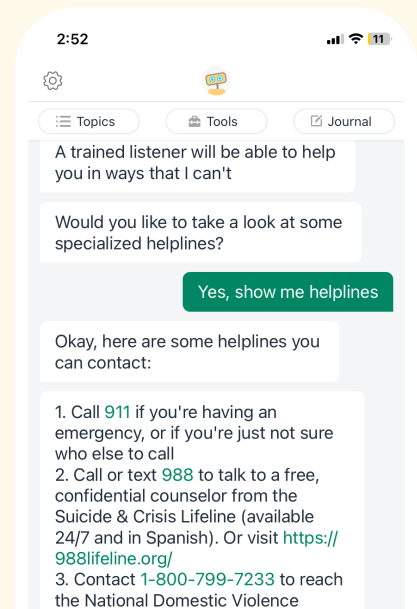 2:52
11
Topics
Tools
Journal
A trained listener will be able to help
you in ways that I can't
Would you like to take a look at some
specialized helplines?
Yes, show me helplines
Okay, here are some helplines you
can contact:
1. Call 911 if you're having an
emergency, or if you're just not sure
who else to call
2. Call or text 988 to talk to a free,
confidential counselor from the
Suicide & Crisis Lifeline (available
24/7 and in Spanish). Or visit https://
988lifeline.org/
3. Contact 1-800-799-7233 to reach
the National Domestic Violence